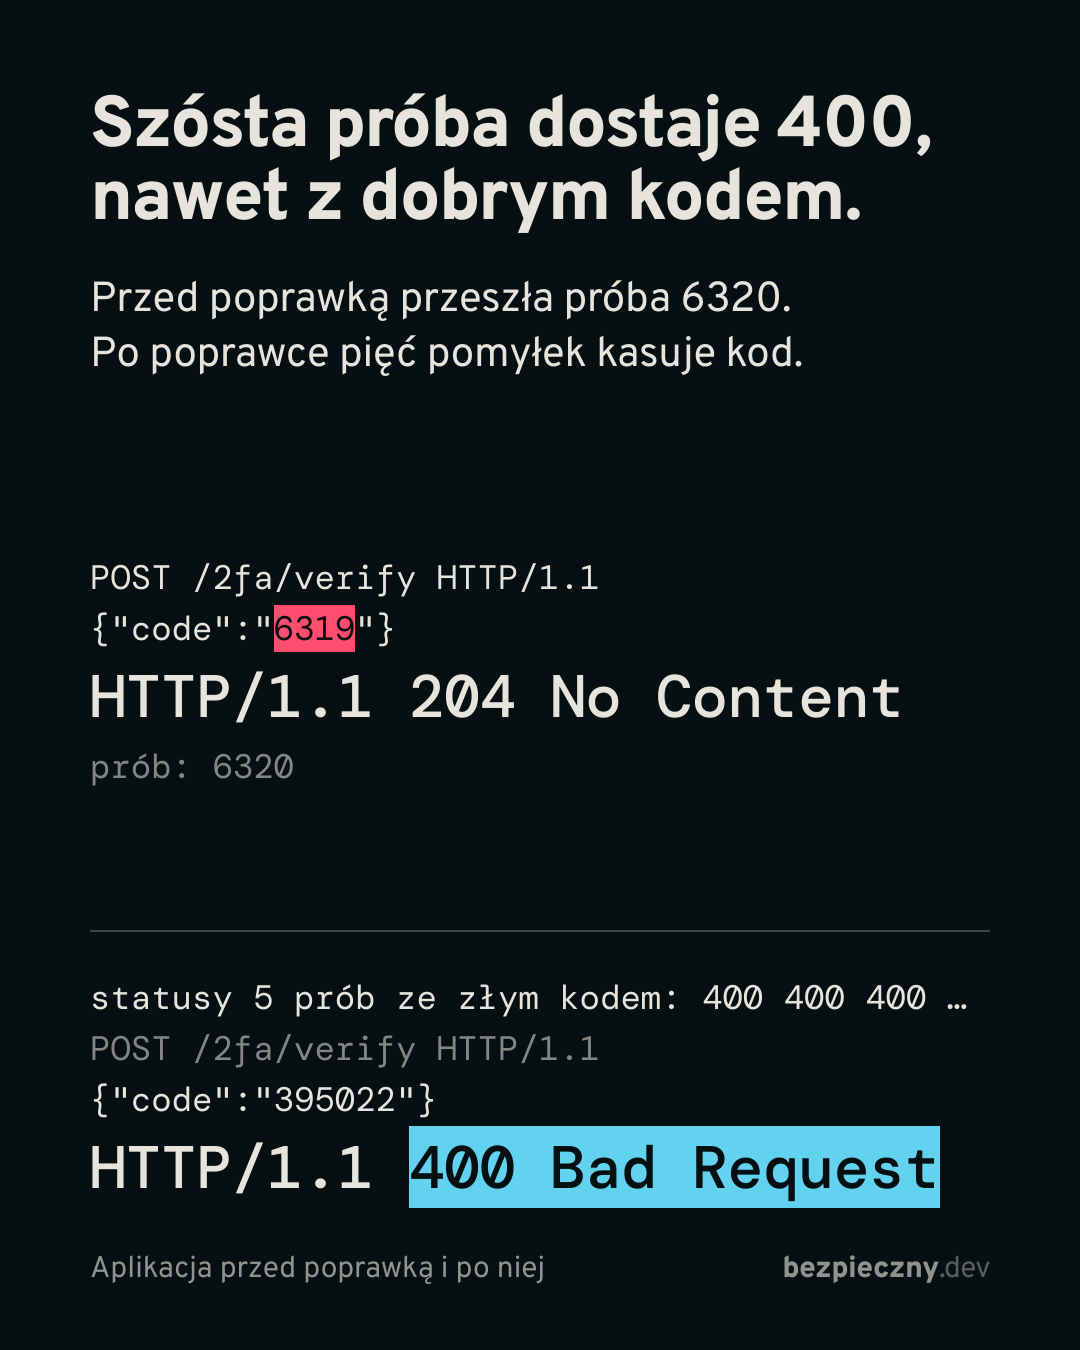 Szósta próba dostaje 400,
nawet z dobrym kodem.
Przed poprawką przeszła próba 6320.
Po poprawce pięć pomyłek kasuje kod.
POST /2fa/verify HTTP/1.1
{"code":"6319"}
HTTP/1.1 204 No Content
prób: 6320
statusy 5 prób ze złym kodem: 400 400 400 …
POST /2fa/verify HTTP/1.1
{"code":"395022"}
HTTP/1.1 400 Bad Request
Aplikacja przed poprawką i po niej
bezpieczny.dev